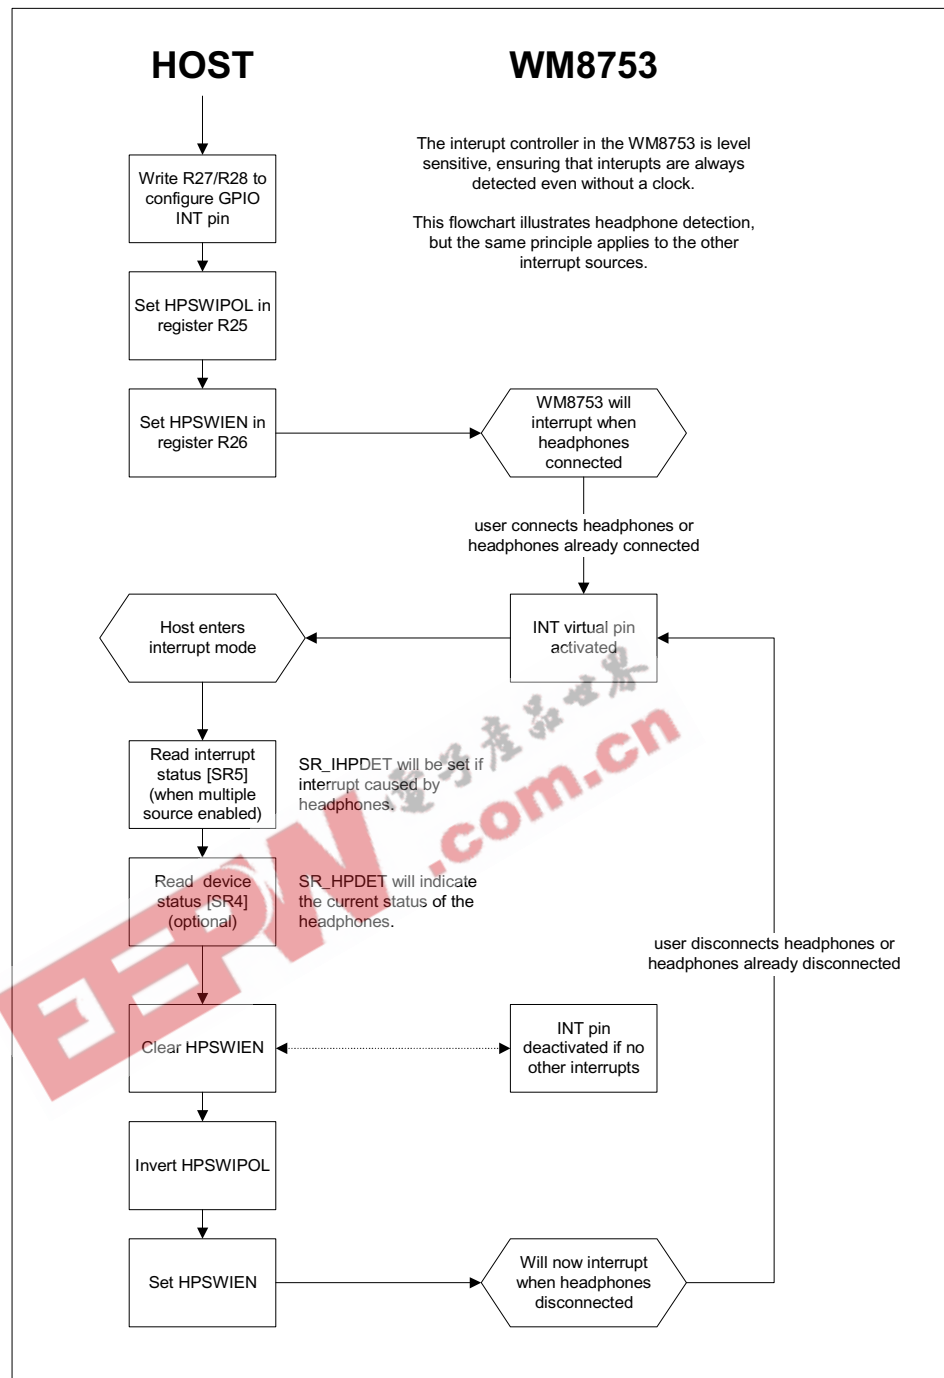 HOST
WM8753
The interupt controller in the WM8753 is level
sensitive, ensuring that interupts are always
detected even without a clock.
This flowchart illustrates headphone detection,
but the same principle applies to the other
interrupt sources.
Write R27/R28 to
configure GPIO
INT pin
Set HPSWIPOL in
register R25
Set HPSWIEN in
register R26
WM8753 will
interrupt when
headphones
connected
user connects headphones or
headphones already connected
Host enters
interrupt mode
INT virtual pin
activated
Read interrupt
status [SR5]
(when multiple
source enabled)
SR_IHPDET will be set if
interrupt caused by
headphones.
Read device
status [SR4]
(optional)
SR_HPDET will indicate
the current status of the
headphones.
user disconnects headphones or
headphones already disconnected
Clear HPSWIEN
INT pin
deactivated if no
other interrupts
Invert HPSWIPOL
Set HPSWIEN
Will now interrupt
when headphones
disconnected
EEPW.com.cn
電子產品世界